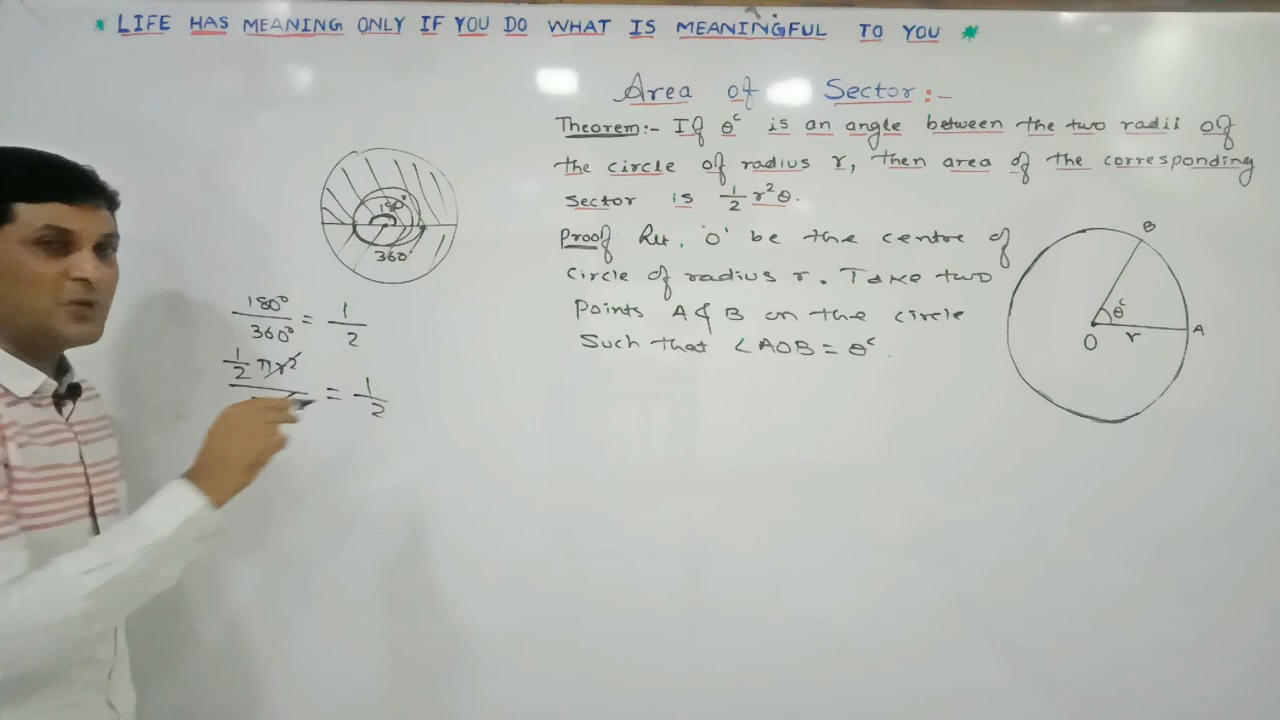 * LIFE HAS MEANING ONLY IF YOU DO WHAT IS MEANINGFUL TO YOU *
Area of Sector:-
Theorem:- If θᶜ is an angle between the two radii of
the circle of radius r, then area of the corresponding
sector is 1/2 r²θ.
Proof 'O' be the centre of
Circle of radius r. Take two
Points A & B on the circle
Such that ∠AOB = θᶜ.
180°
360°
180°/360° = 1/2
1/2 πr² = 1/2
B
θᶜ
O r A